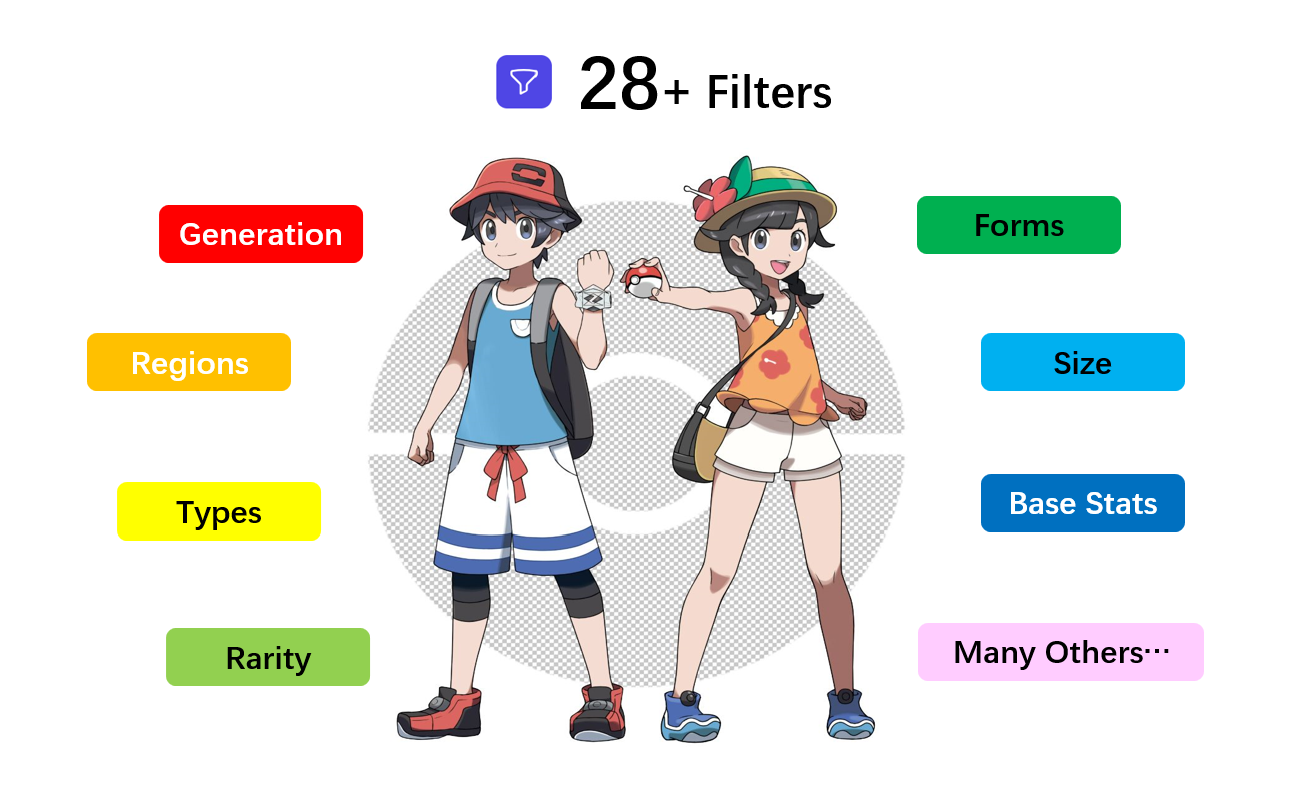 28+ Filters
Generation
Forms
Regions
Size
Types
Base Stats
Rarity
Many Others⋯